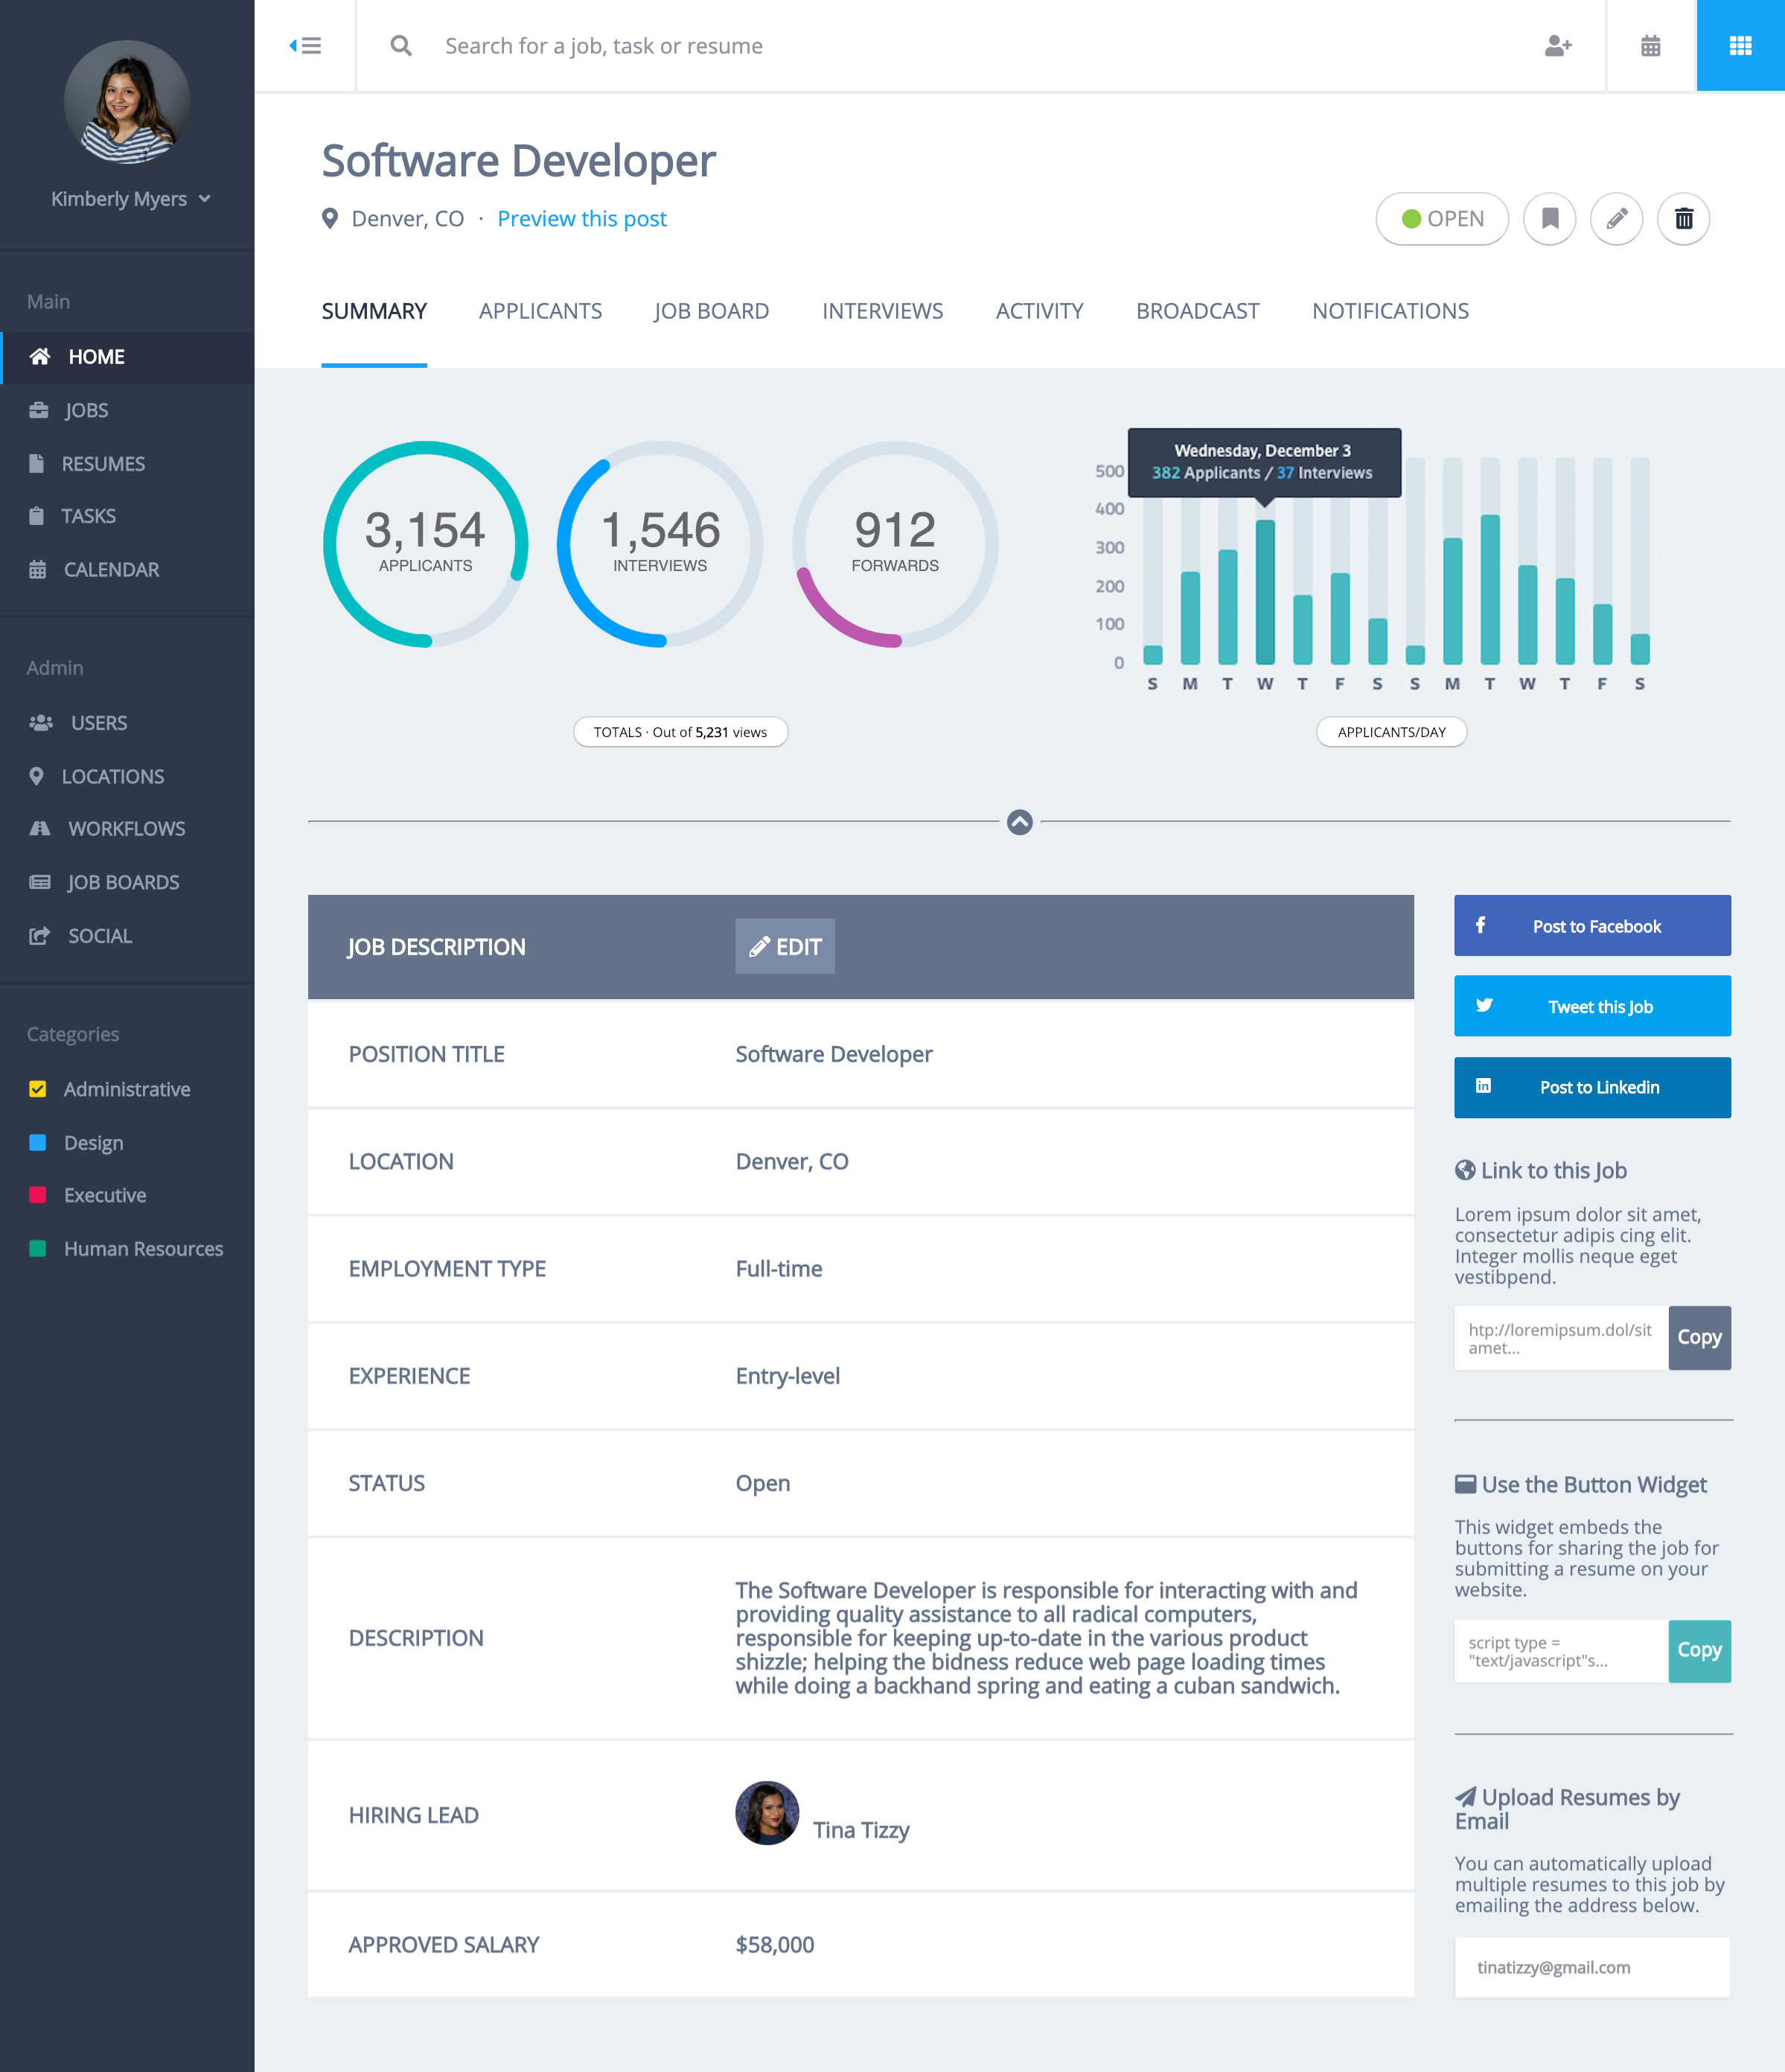 Kimberly Myers
Main
HOME
JOBS
RESUMES
TASKS
CALENDAR
Admin
USERS
LOCATIONS
WORKFLOWS
JOB BOARDS
SOCIAL
Categories
Administrative
Design
Executive
Human Resources
Search for a job, task or resume
Software Developer
Denver, CO · Preview this post
OPEN
SUMMARY APPLICANTS JOB BOARD INTERVIEWS ACTIVITY BROADCAST NOTIFICATIONS
3,154
APPLICANTS
1,546
INTERVIEWS
912
FORWARDS
TOTALS · Out of 5,231 views
Wednesday, December 3
382 Applicants / 37 Interviews
500
400
300
200
100
0
S M T W T F S S M T W T F S
APPLICANTS/DAY
JOB DESCRIPTION EDIT
POSITION TITLE Software Developer
LOCATION Denver, CO
EMPLOYMENT TYPE Full-time
EXPERIENCE Entry-level
STATUS Open
DESCRIPTION
The Software Developer is responsible for interacting with and
providing quality assistance to all radical computers,
responsible for keeping up-to-date in the various product
shizzle; helping the bidness reduce web page loading times
while doing a backhand spring and eating a cuban sandwich.
HIRING LEAD Tina Tizzy
APPROVED SALARY $58,000
Post to Facebook
Tweet this Job
Post to Linkedin
Link to this Job
Lorem ipsum dolor sit amet,
consectetur adipis cing elit.
Integer mollis neque eget
vestibpend.
htp://loremipsum.dol/sit
amet...
Copy
Use the Button Widget
This widget embeds the
buttons for sharing the job for
submitting a resume on your
website.
script type =
"text/javascript"s...
Copy
Upload Resumes by
Email
You can automatically upload
multiple resumes to this job by
emailing the address below.
tinatizzy@gmail.com